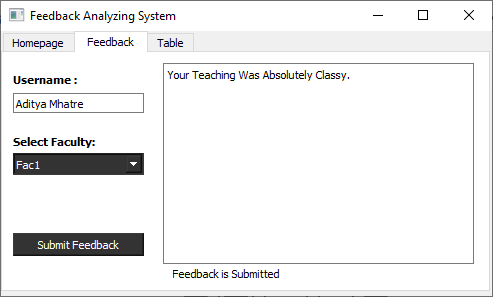 Feedback Analyzing System
Homepage
Feedback
Table
Username :
Aditya Mhatre
Select Faculty:
Fac1
Submit Feedback
Your Teaching Was Absolutely Classy.
Feedback is Submitted